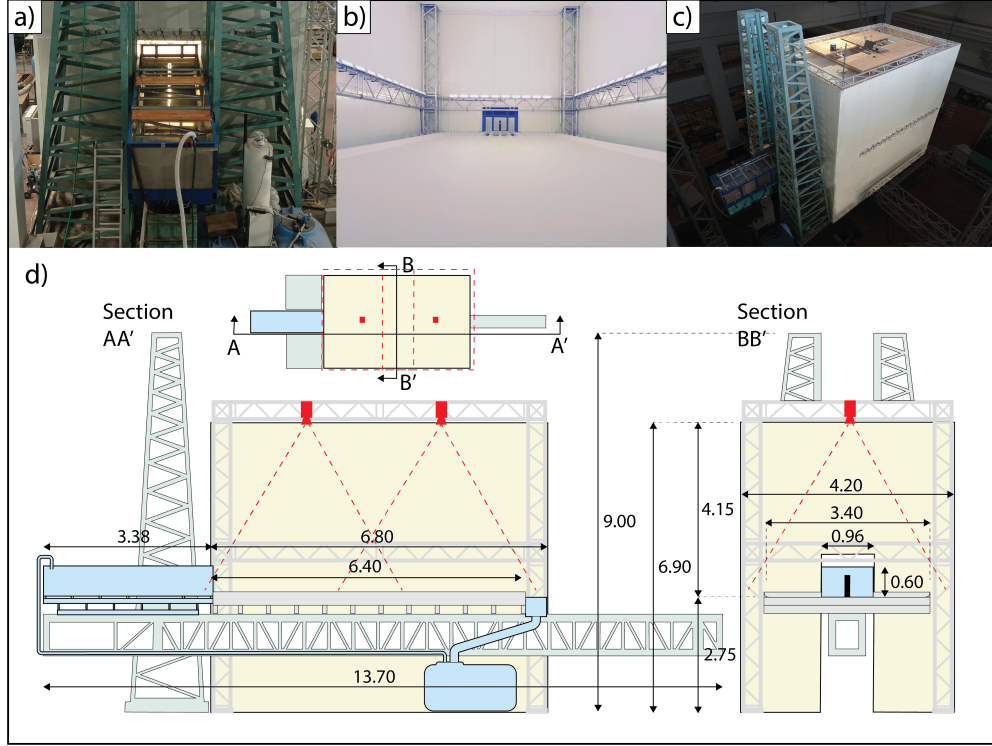 a)
b)
c)
d)
B
Section
AA’
Section
BB’
A
A’
B’
4.20
3.40
0.96
0.60
3.38
6.80
6.40
9.00
4.15
6.90
2.75
13.70